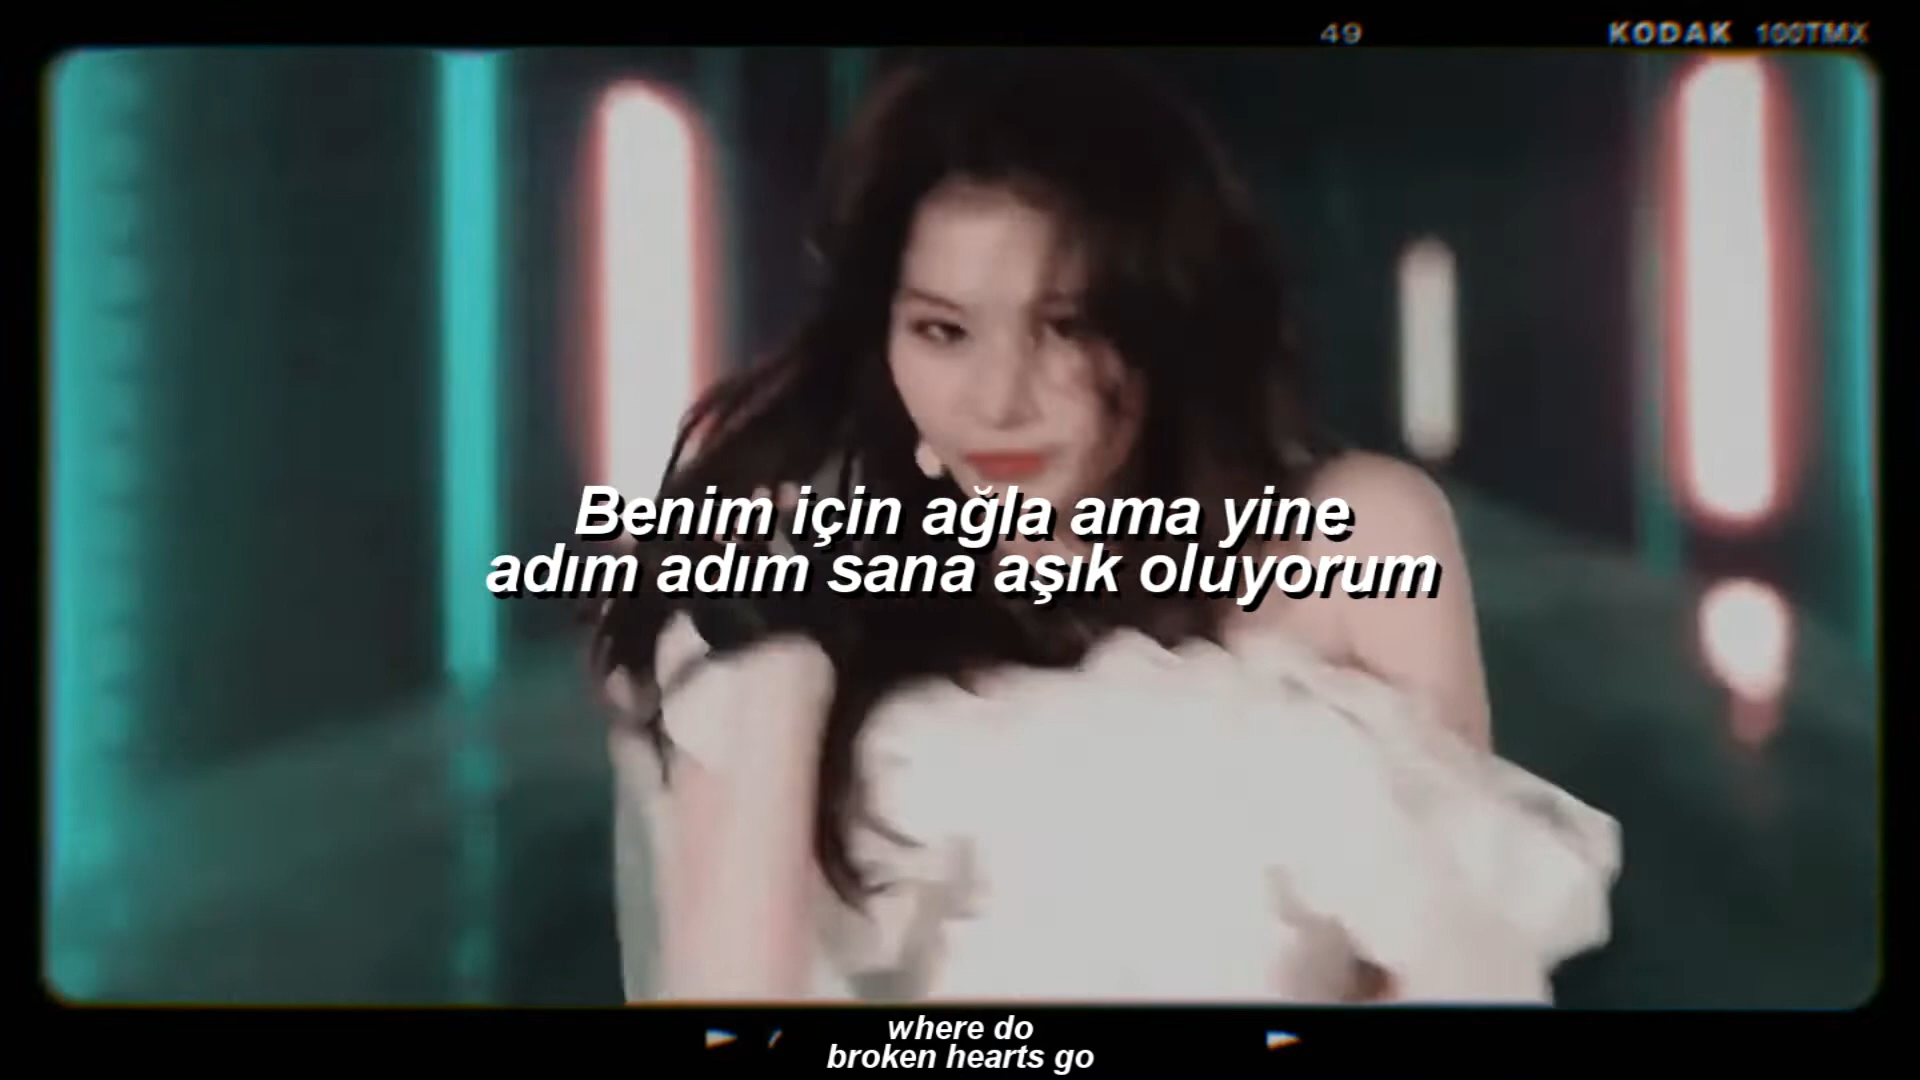 49 KODAK 100TMX
Benim için ağla ama yine
adım adım sana aşık oluyorum
where do
broken hearts go